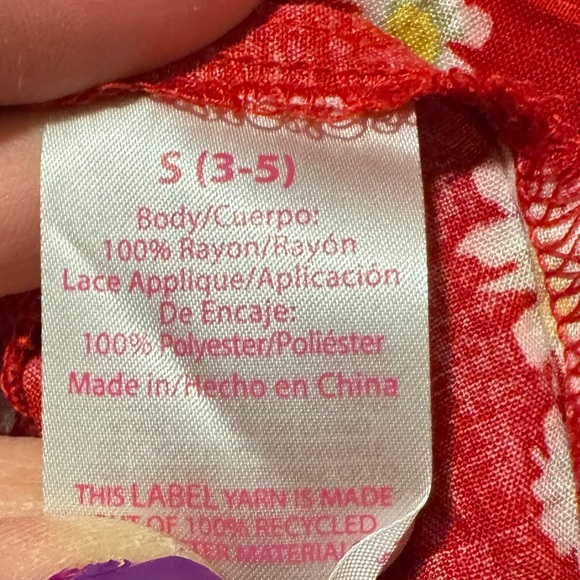 S (3-5)
Body/Cuerpo:
100% Rayon/Rayón
Lace Applique/Aplicación
De Encaje:
100% Polyester/Poliéster
Made in/Hecho en China
THIS LABEL YARN IS MADE
OF 100% RECYCLED
MATERIAL